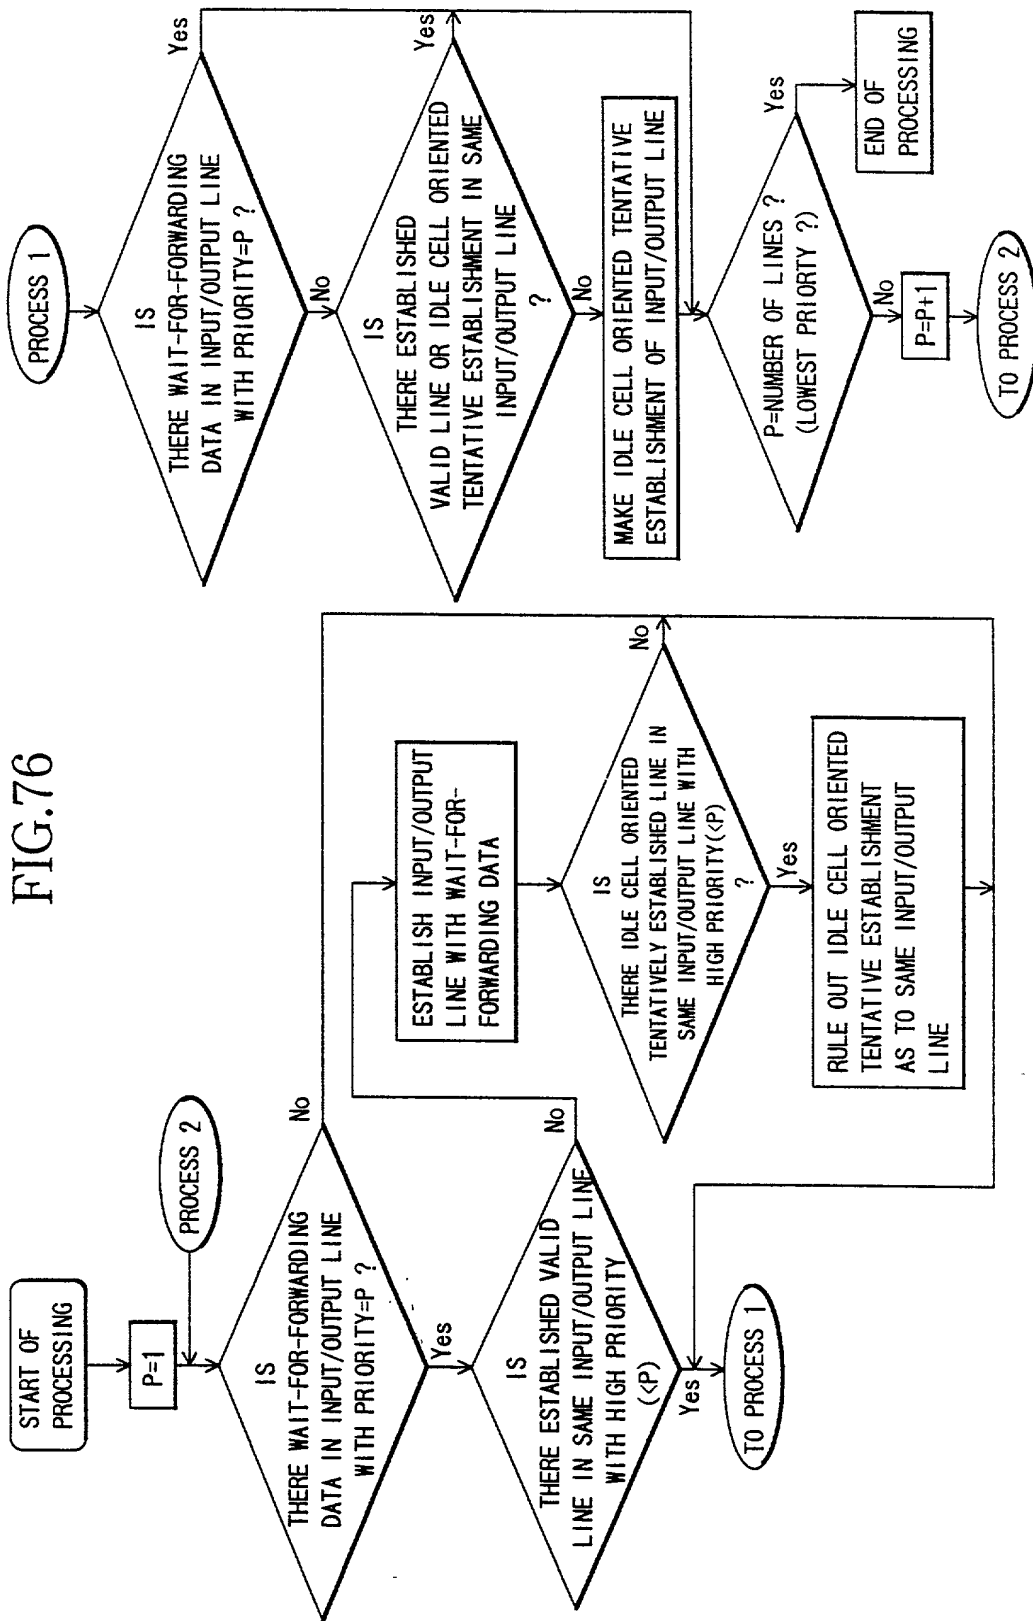 FIG.76
START OF
PROCESSING
P=1
PROCESS 2
IS
THERE WAIT-FOR-FORWARDING
DATA IN INPUT/OUTPUT LINE
WITH PRIORITY=P ?
No
Yes
IS
THERE ESTABLISHED VALID
LINE IN SAME INPUT/OUTPUT LINE
WITH HIGH PRIORITY
(<P)
No
Yes
TO PROCESS 1
ESTABLISH INPUT/OUTPUT
LINE WITH WAIT-FOR-
FORWARDING DATA
IS
THERE IDLE CELL ORIENTED
TENTATIVELY ESTABLISHED LINE IN
SAME INPUT/OUTPUT LINE WITH
HIGH PRIORITY(<P)
?
No
Yes
RULE OUT IDLE CELL ORIENTED
TENTATIVE ESTABLISHMENT
AS TO SAME INPUT/OUTPUT
LINE
PROCESS 1
IS
THERE WAIT-FOR-FORWARDING
DATA IN INPUT/OUTPUT LINE
WITH PRIORITY=P ?
Yes
No
IS
THERE ESTABLISHED
VALID LINE OR IDLE CELL ORIENTED
TENTATIVE ESTABLISHMENT IN SAME
INPUT/OUTPUT LINE
?
Yes
No
MAKE IDLE CELL ORIENTED TENTATIVE
ESTABLISHMENT OF INPUT/OUTPUT LINE
P=NUMBER OF LINES ?
(LOWEST PRIORTY ?)
Yes
No
END OF
PROCESSING
P=P+1
TO PROCESS 2